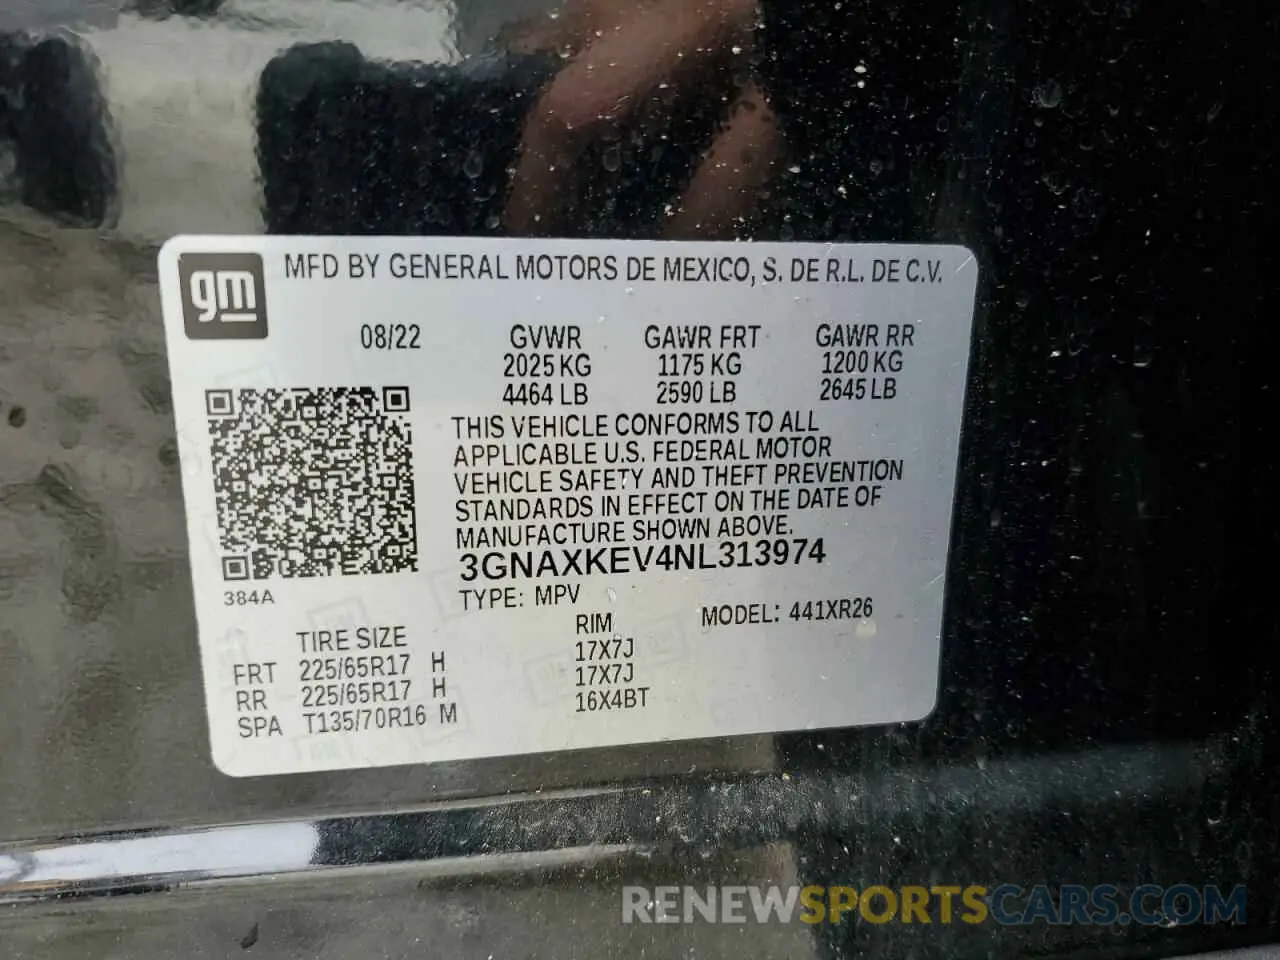 gm
MFD BY GENERAL MOTORS DE MEXICO, S. DE R.L. DE C.V.
08/22 GVWR GAWR FRT GAWR RR
2025 KG 1175 KG 1200 KG
4464 LB 2590 LB 2645 LB
THIS VEHICLE CONFORMS TO ALL
APPLICABLE U.S. FEDERAL MOTOR
VEHICLE SAFETY AND THEFT PREVENTION
STANDARDS IN EFFECT ON THE DATE OF
MANUFACTURE SHOWN ABOVE.
3GNAXKEV4NL313974
384A
TYPE: MPV
MODEL: 441XR26
TIRE SIZE RIM
FRT 225/65R17 H 17X7J
RR 225/65R17 H 17X7J
SPA T135/70R16 M 16X4BT
RENEWSPORTSCARS.COM